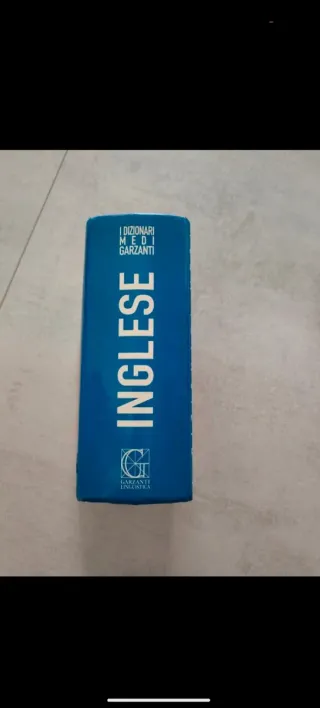 I DIZIONARI
MEDI
GARZANTI
INGLESE
G
GARZANTI
LINGUISTICA